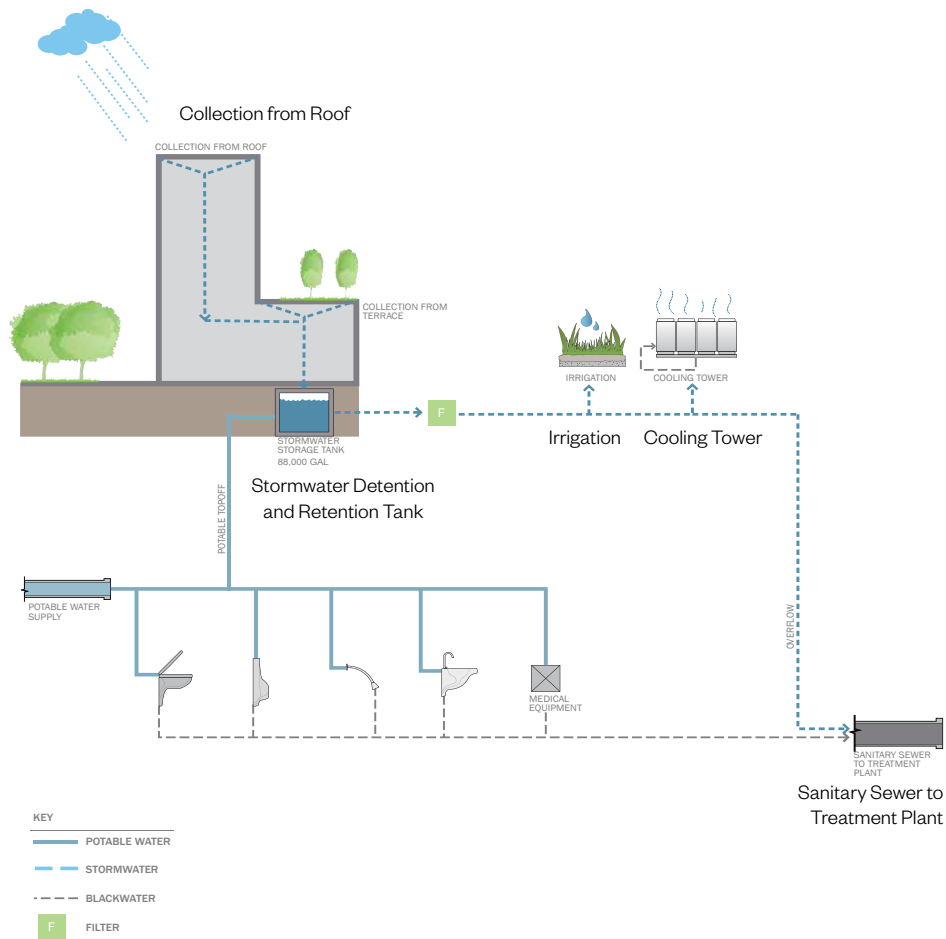 Collection from Roof
COLLECTION FROM ROOF
COLLECTION FROM
TERRACE
IRRIGATION
COOLING TOWER
F
Irrigation
Cooling Tower
STORMWATER
STORAGE TANK
88,000 GAL
Stormwater Detention
and Retention Tank
POTABLE TOPOFF
POTABLE WATER
SUPPLY
OVERFLOW
MEDICAL
EQUIPMENT
SANITARY SEWER
TO TREATMENT
PLANT
Sanitary Sewer to
Treatment Plant
KEY
POTABLE WATER
STORMWATER
BLACKWATER
F
FILTER